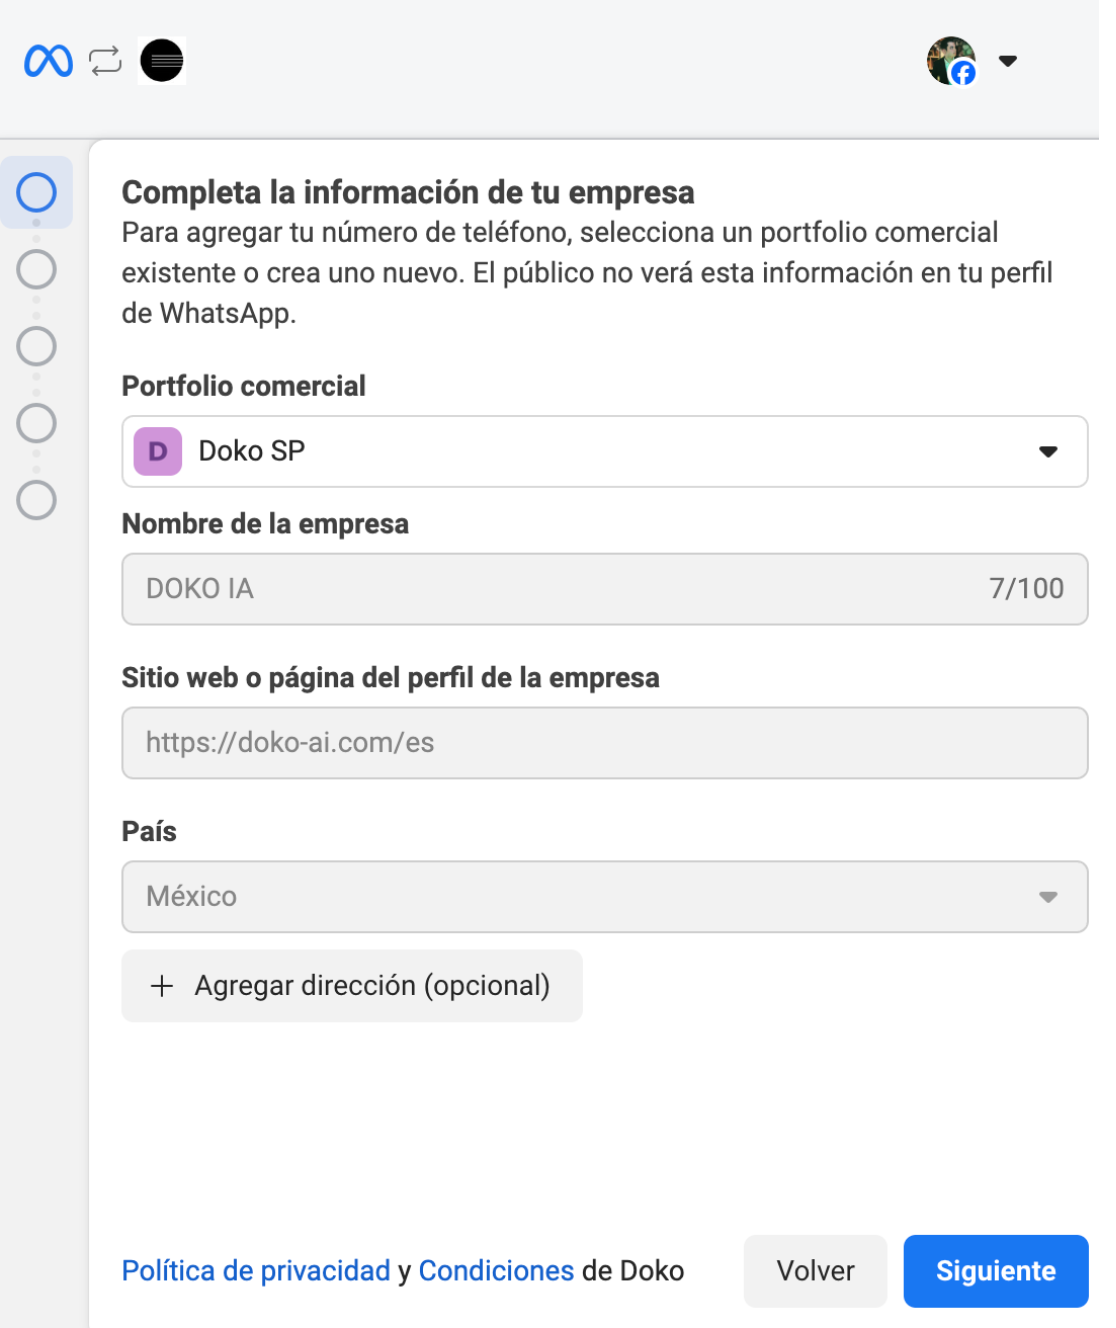 Completa la información de tu empresa
Para agregar tu número de teléfono, selecciona un portfolio comercial
existente o crea uno nuevo. El público no verá esta información en tu perfil
de WhatsApp.
Portfolio comercial
D Doko SP
Nombre de la empresa
DOKO IA 7/100
Sitio web o página del perfil de la empresa
https://doko-ai.com/es
País
México
+ Agregar dirección (opcional)
Política de privacidad y Condiciones de Doko Volver Siguiente